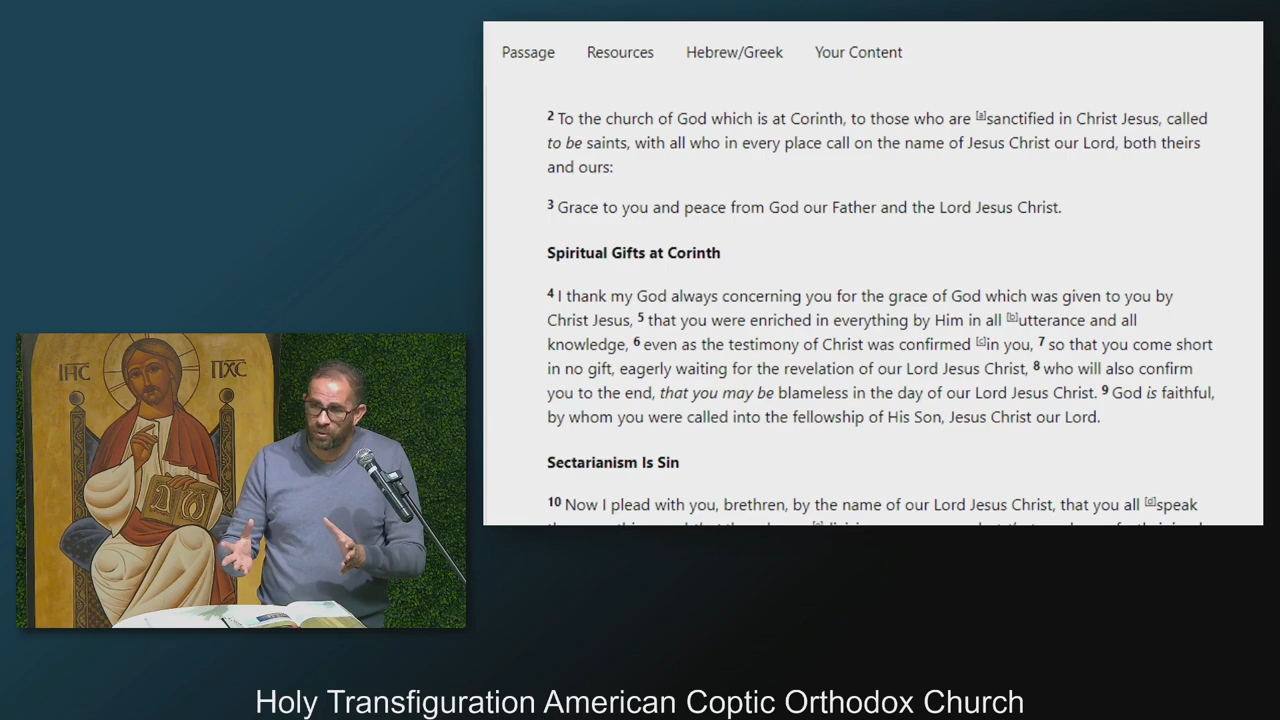 Passage Resources Hebrew/Greek Your Content
2 To the church of God which is at Corinth, to those who are [a]sanctified in Christ Jesus, called
to be saints, with all who in every place call on the name of Jesus Christ our Lord, both theirs
and ours:
3 Grace to you and peace from God our Father and the Lord Jesus Christ.
Spiritual Gifts at Corinth
4 I thank my God always concerning you for the grace of God which was given to you by
Christ Jesus, 5 that you were enriched in everything by Him in all [b]utterance and all
knowledge, 6 even as the testimony of Christ was confirmed [c]in you, 7 so that you come short
in no gift, eagerly waiting for the revelation of our Lord Jesus Christ, 8 who will also confirm
you to the end, that you may be blameless in the day of our Lord Jesus Christ. 9 God is faithful,
by whom you were called into the fellowship of His Son, Jesus Christ our Lord.
Sectarianism Is Sin
10 Now I plead with you, brethren, by the name of our Lord Jesus Christ, that you all [d]speak
ⲒⲎⲤ ⲠⲬⲤ
Ⲁ Ⲱ
Holy Transfiguration American Coptic Orthodox Church